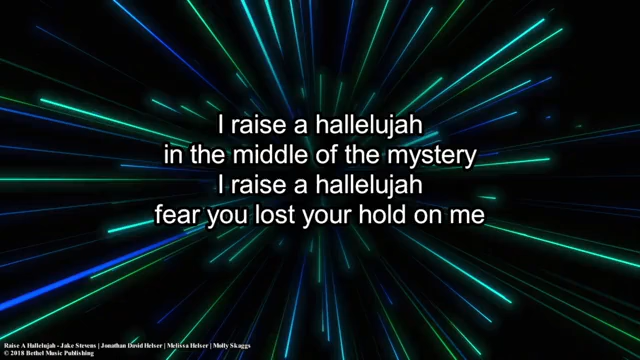 I raise a hallelujah
in the middle of the mystery
I raise a hallelujah
fear you lost your hold on me
Raise A Hallelujah - Jake Stevens | Jonathan David Helser | Melissa Helser | Molly Skaggs
© 2018 Bethel Music Publishing